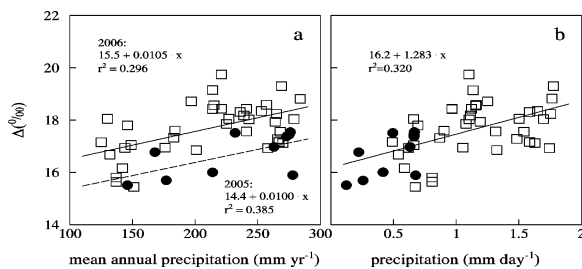 22
20
18
16
14
Δ(⁰/₀₀)
a
2006:
15.5 + 0.0105 · x
r² = 0.296
2005:
14.4 + 0.0100 · x
r² = 0.385
100
150
200
250
300
mean annual precipitation (mm yr⁻¹)
b
16.2 + 1.283 · x
r²=0.320
0.5
1
1.5
2
precipitation (mm day⁻¹)